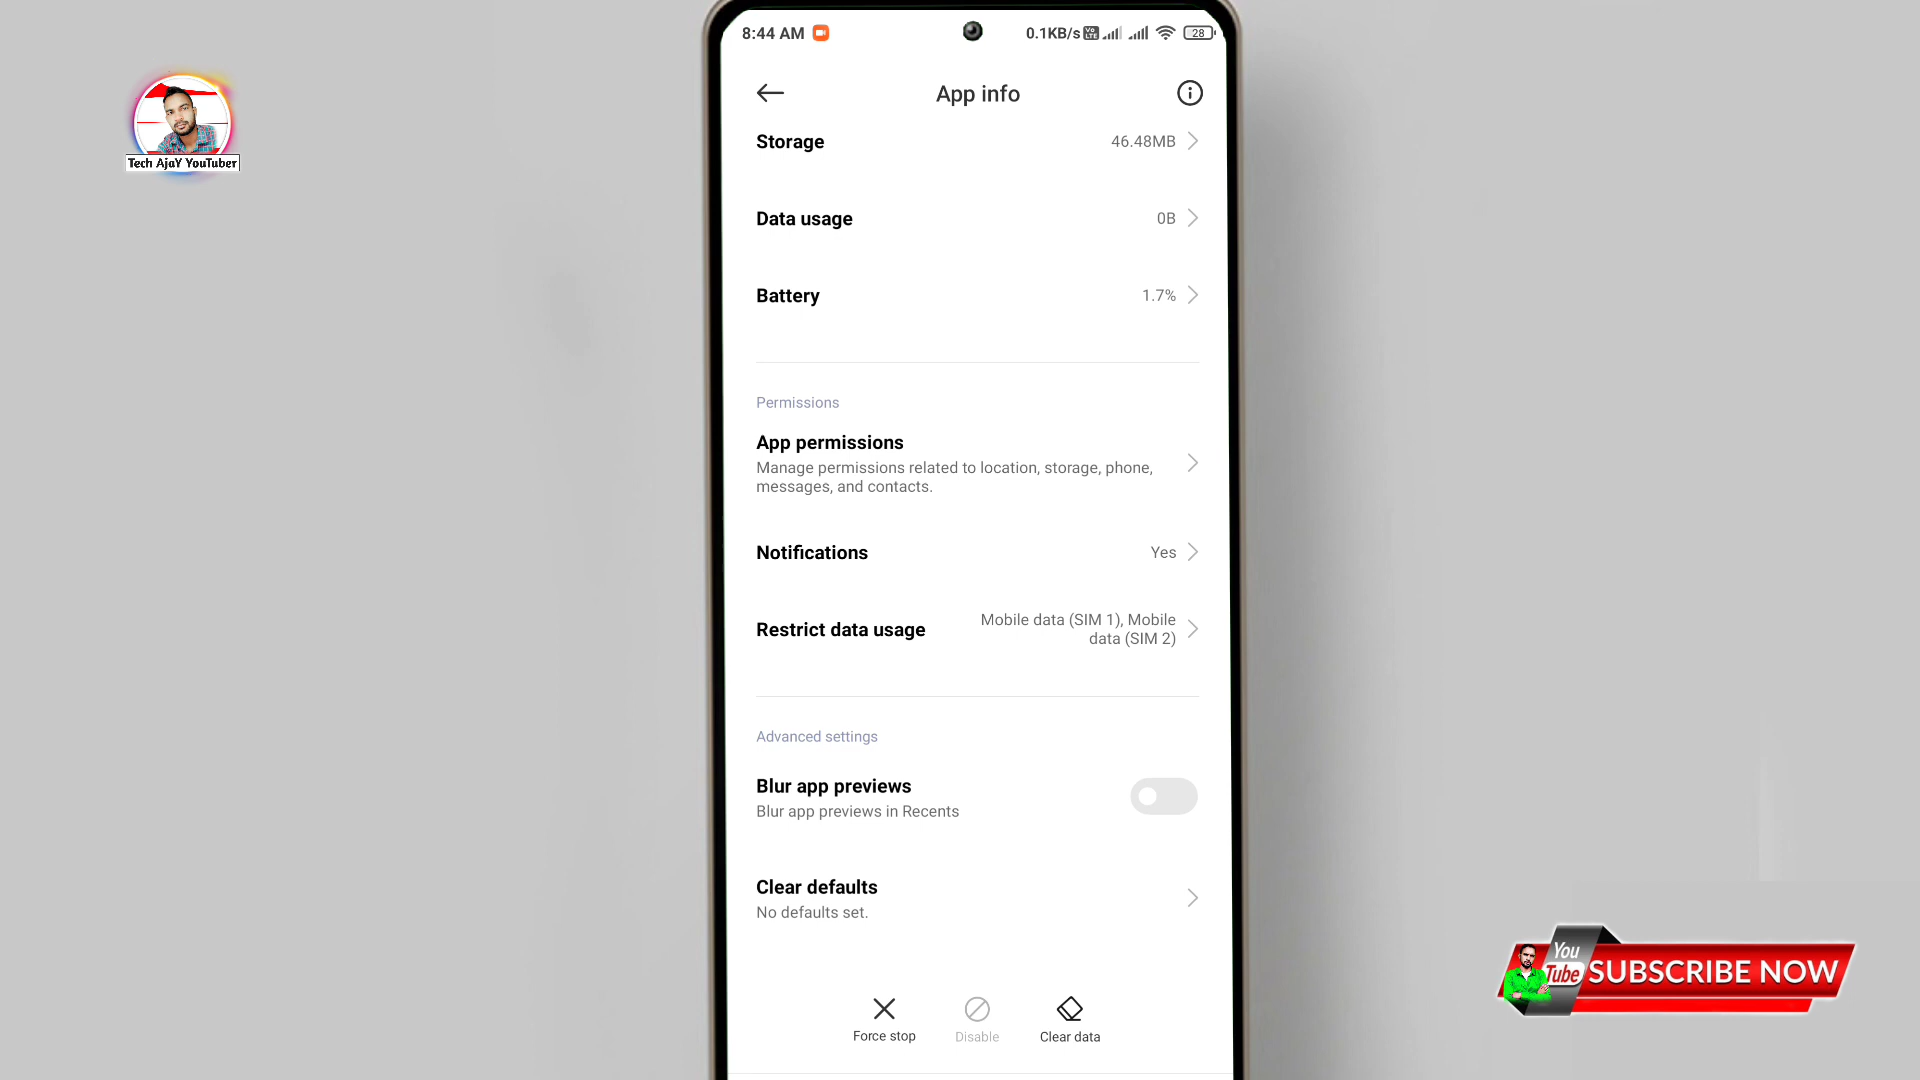 8:44 AM
0.1KB/s
Vo LTE
28
App info
Storage
46.48MB
Data usage
0B
Battery
1.7%
Permissions
App permissions
Manage permissions related to location, storage, phone,
messages, and contacts.
Notifications
Yes
Restrict data usage
Mobile data (SIM 1), Mobile
data (SIM 2)
Advanced settings
Blur app previews
Blur app previews in Recents
Clear defaults
No defaults set.
Force stop
Disable
Clear data
Tech AjaY YouTuber
You
Tube
SUBSCRIBE NOW